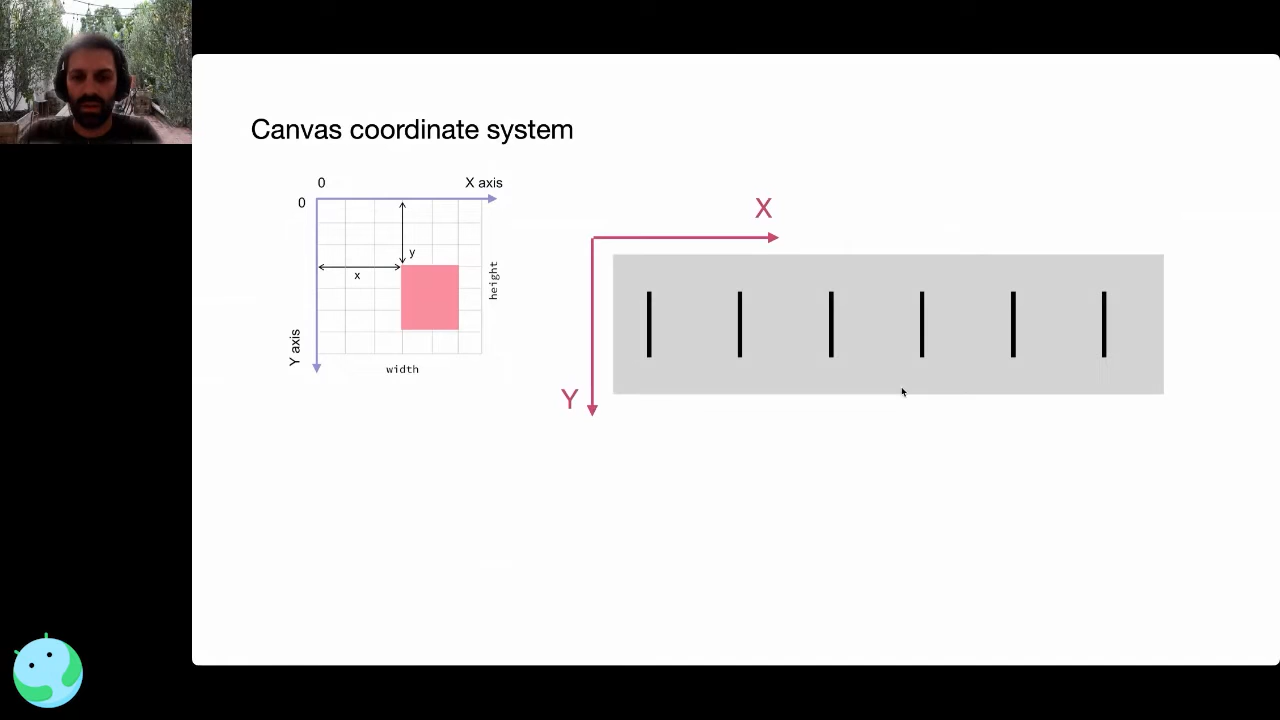 Canvas coordinate system
0
X axis
0
y
x
height
Y axis
width
X
Y